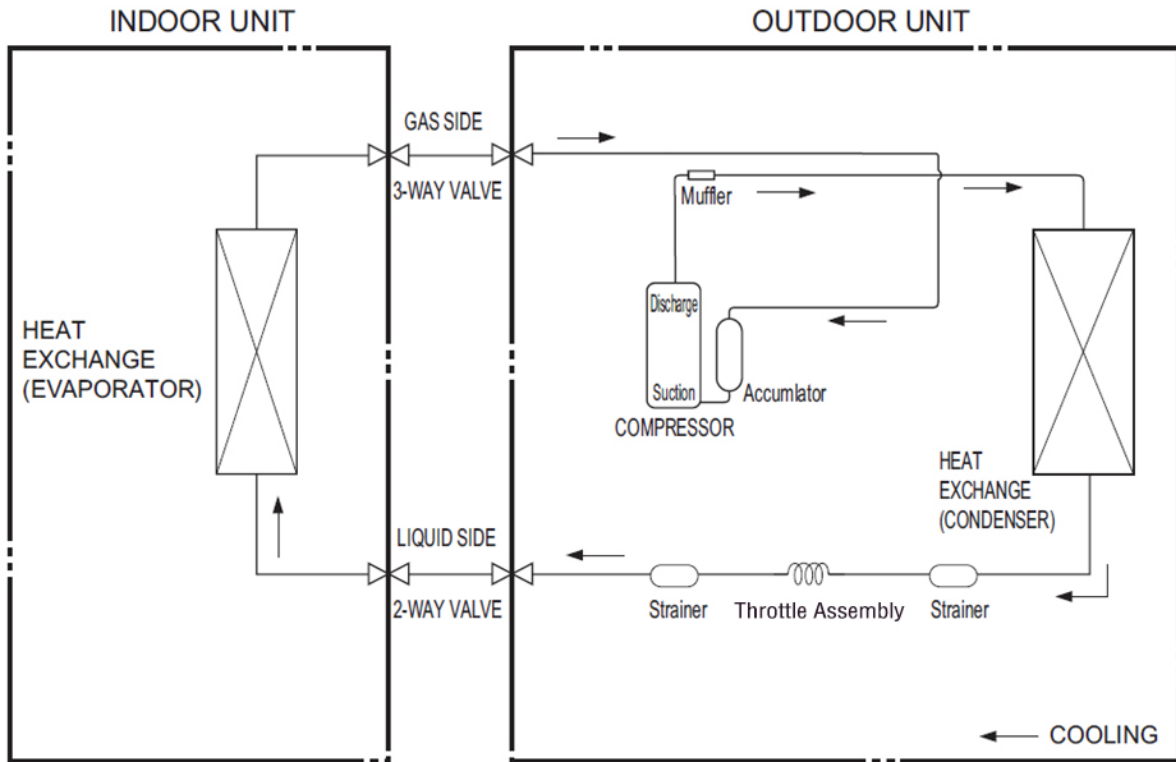 INDOOR UNIT
OUTDOOR UNIT
GAS SIDE
3-WAY VALVE
Muffler
Discharge
Suction
Accumlator
COMPRESSOR
HEAT
EXCHANGE
(EVAPORATOR)
HEAT
EXCHANGE
(CONDENSER)
LIQUID SIDE
2-WAY VALVE
Strainer
Throttle Assembly
Strainer
COOLING